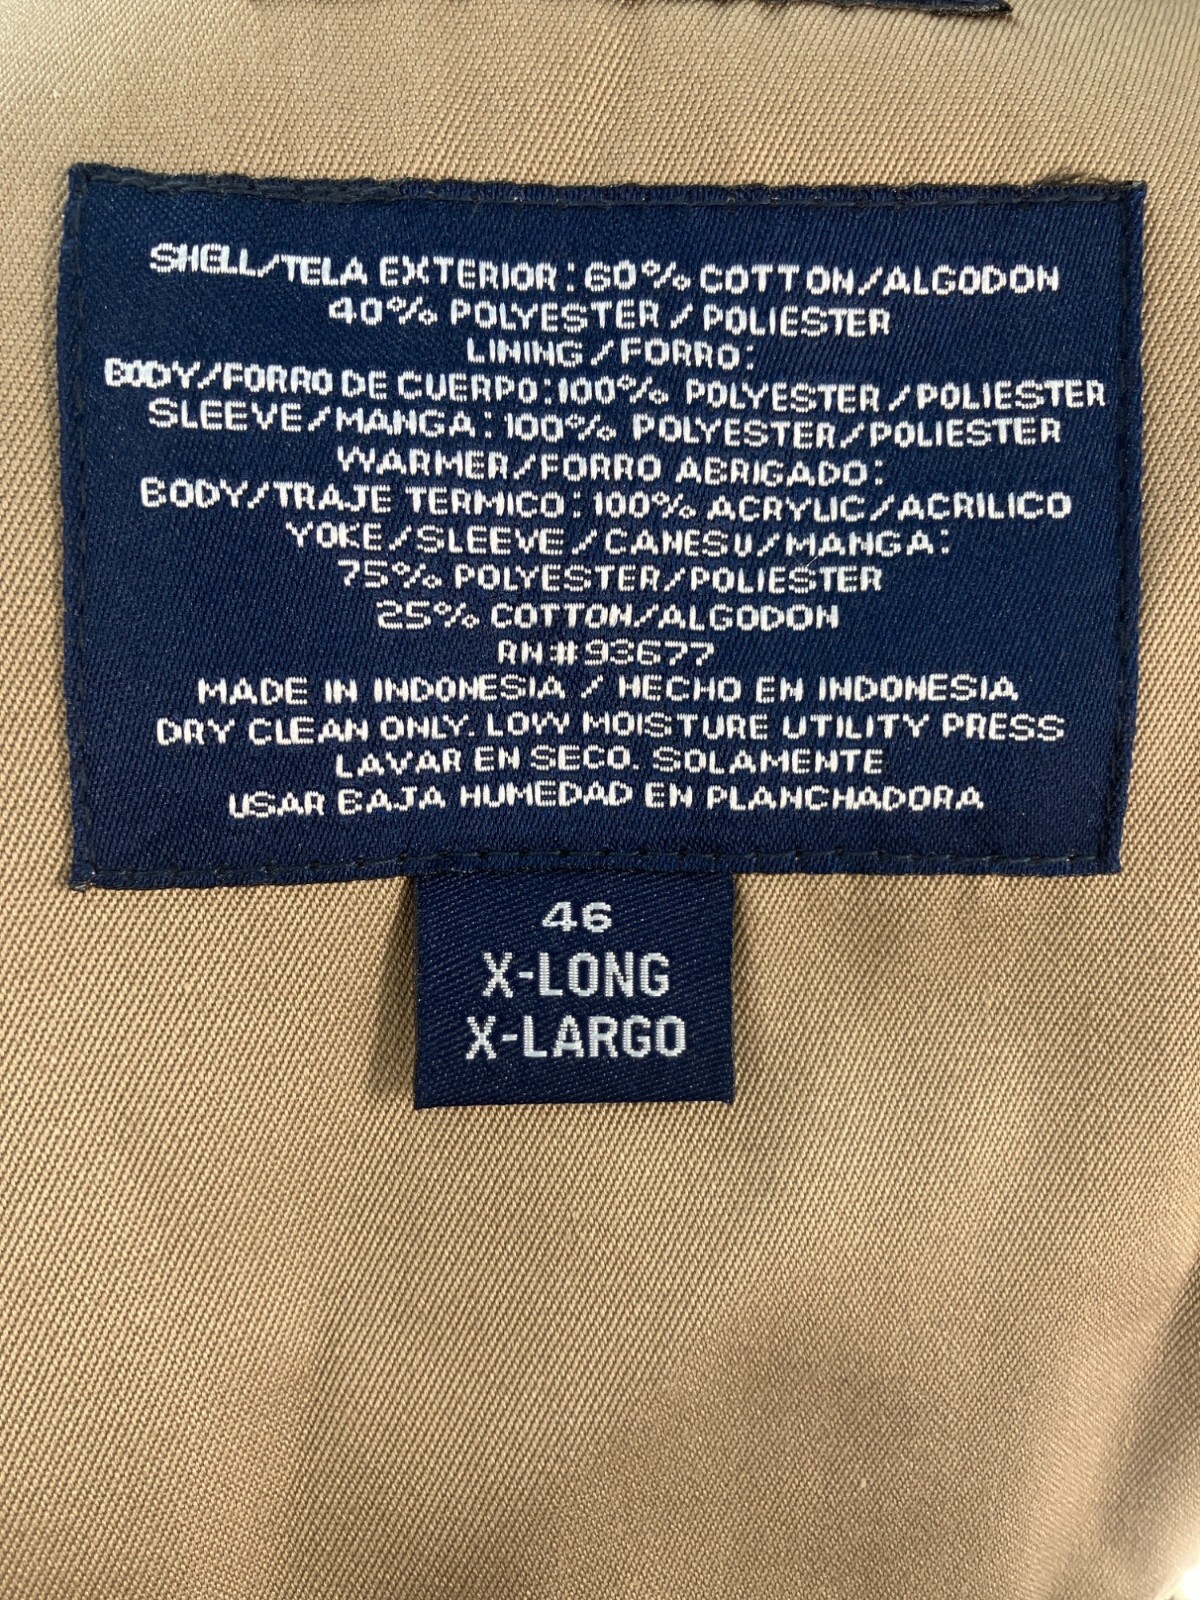 SHELL/TELA EXTERIOR: 60% COTTON/ALGODON
40% POLYESTER/POLIESTER
LINING/FORRO:
BODY/FORRO DE CUERPO:100% POLYESTER/POLIESTER
SLEEVE/MANGA: 100% POLYESTER/POLIESTER
WARMER/FORRO ABRIGADO:
BODY/TRAJE TERMICO: 100% ACRYLIC/ACRILICO
YOKE/SLEEVE/CANESU/MANGA:
75% POLYESTER/POLIESTER
25% COTTON/ALGODON
RN#93677
MADE IN INDONESIA / HECHO EN INDONESIA
DRY CLEAN ONLY. LOW MOISTURE UTILITY PRESS
LAVAR EN SECO. SOLAMENTE
USAR BAJA HUMEDAD EN PLANCHADORA
46
X-LONG
X-LARGO